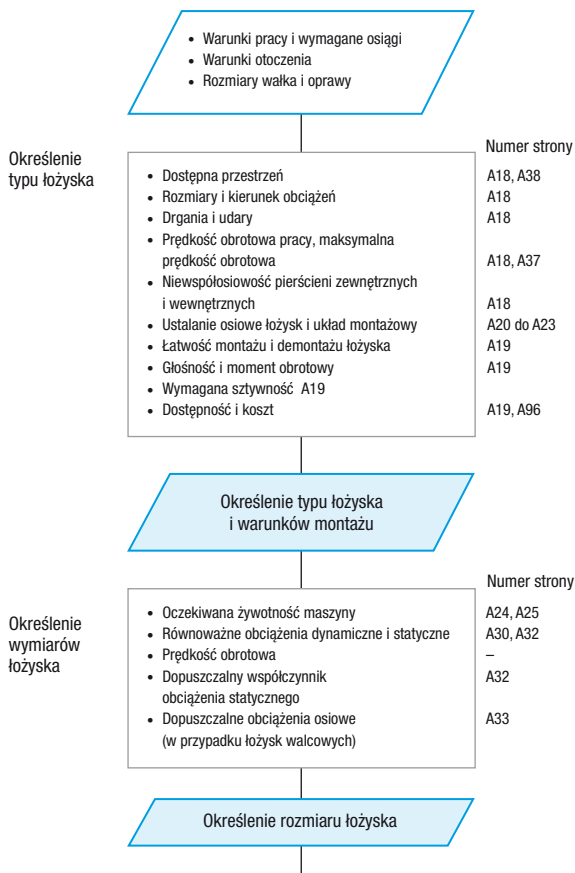 • Warunki pracy i wymagane osiągi
• Warunki otoczenia
• Rozmiary wałka i oprawy
Określenie
typu łożyska
Numer strony
• Dostępna przestrzeń A18, A38
• Rozmiary i kierunek obciążeń A18
• Drgania i udary A18
• Prędkość obrotowa pracy, maksymalna
prędkość obrotowa A18, A37
• Niewspółosiowość pierścieni zewnętrznych
i wewnętrznych A18
• Ustalanie osiowe łożysk i układ montażowy A20 do A23
• Łatwość montażu i demontażu łożyska A19
• Głośność i moment obrotowy A19
• Wymagana sztywność A19
• Dostępność i koszt A19, A96
Określenie typu łożyska
i warunków montażu
Numer strony
Określenie
wymiarów
łożyska
• Oczekiwana żywotność maszyny A24, A25
• Równoważne obciążenia dynamiczne i statyczne A30, A32
• Prędkość obrotowa –
• Dopuszczalny współczynnik A32
obciążenia statycznego
• Dopuszczalne obciążenia osiowe A33
(w przypadku łożysk walcowych)
Określenie rozmiaru łożyska